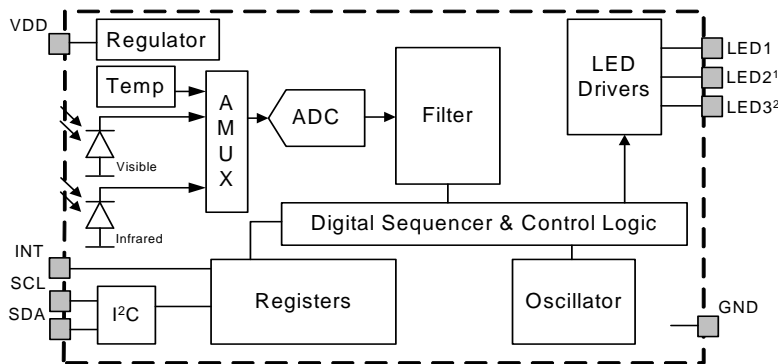 VDD
Regulator
LED1
LED2¹
LED3²
LED
Drivers
Temp
A
M
U
X
ADC
Filter
Visible
Infrared
Digital Sequencer & Control Logic
INT
SCL
SDA
I²C
Registers
Oscillator
GND